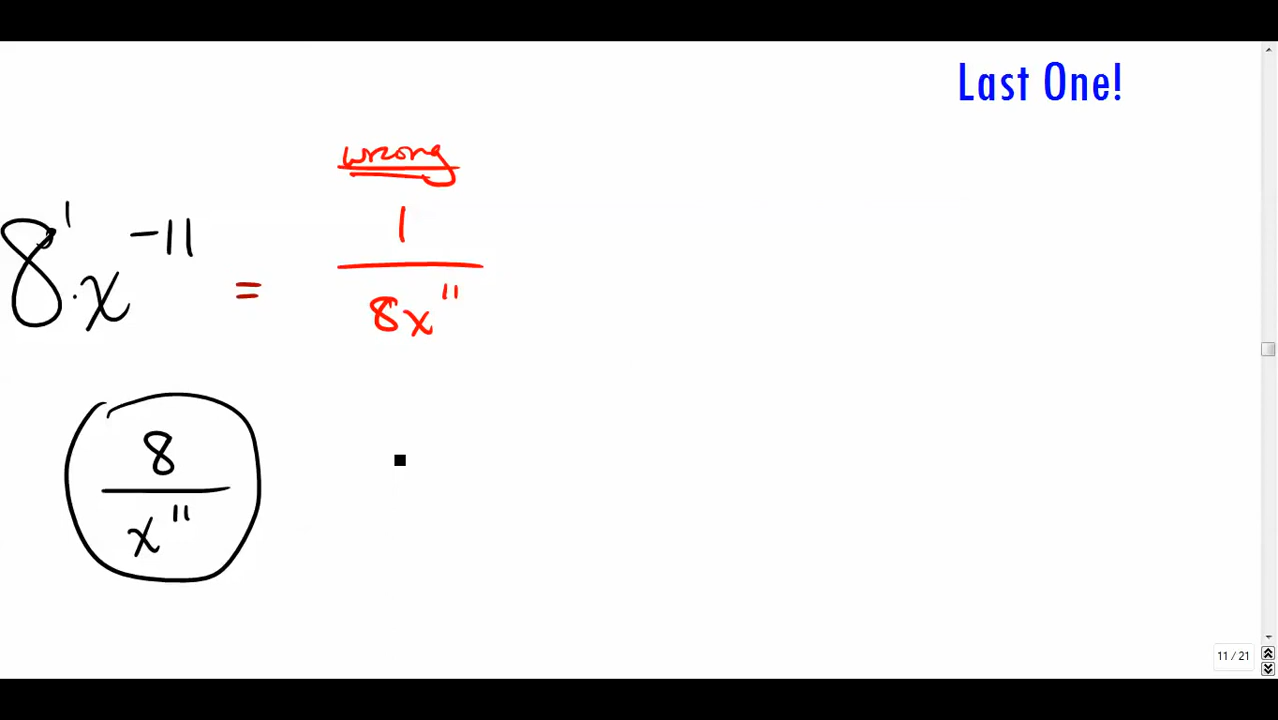 Last One!
wrong
8¹·x⁻¹¹ = 1/8x¹¹
8/x¹¹
11 / 21